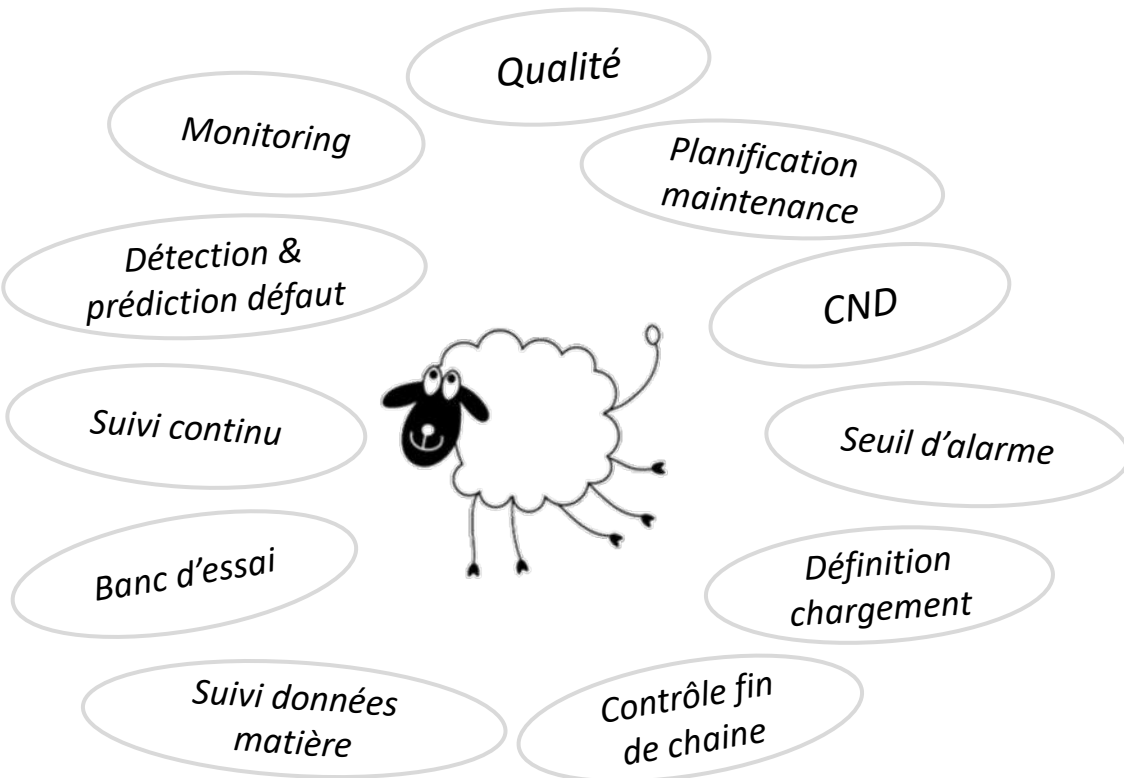 Qualité
Monitoring
Planification
maintenance
Détection &
prédiction défaut
CND
Suivi continu
Seuil d’alarme
Banc d’essai
Définition
chargement
Suivi données
matière
Contrôle fin
de chaine